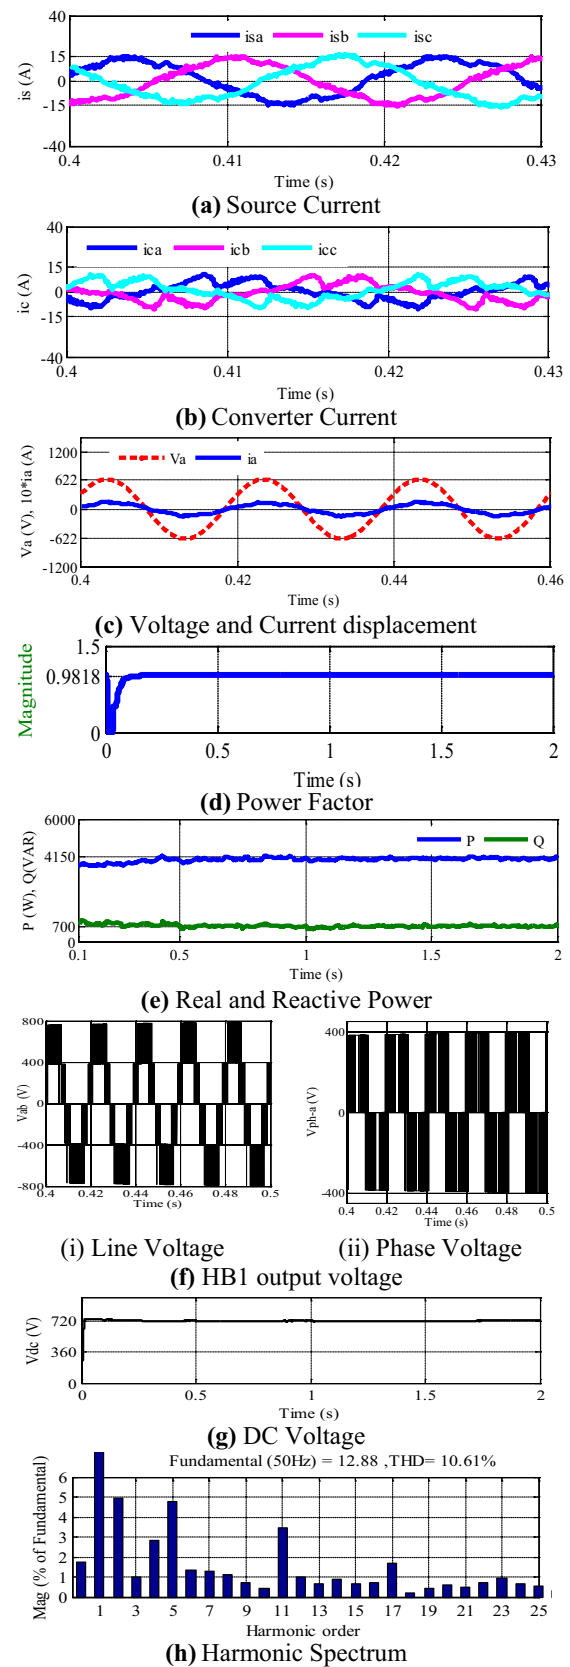 40
15
0
-15
-40
is (A)
isa isb isc
0.4 0.41 0.42 0.43
Time (s)
(a) Source Current
40
15
0
-15
-40
ic (A)
ica icb icc
0.4 0.41 0.42 0.43
Time (s)
(b) Converter Current
1200
622
0
-622
-1200
Va (V), 10*ia (A)
Va ia
0.4 0.42 0.44 0.46
Time (s)
(c) Voltage and Current displacement
1.5
0.9818
0
Magnitude
0 0.5 1 1.5 2
Time (s)
(d) Power Factor
6000
4150
700
0
P (W), Q(VAR)
P Q
0.1 0.5 1 1.5 2
Time (s)
(e) Real and Reactive Power
800
400
0
-400
-800
Vab (V)
0.4 0.42 0.44 0.46 0.48 0.5
Time (s)
(i) Line Voltage
400
0
-400
Vph-a (V)
0.4 0.42 0.44 0.46 0.48 0.5
Time (s)
(ii) Phase Voltage
(f) HB1 output voltage
720
360
0
Vdc (V)
0 0.5 1 1.5 2
Time (s)
(g) DC Voltage
Fundamental (50Hz) = 12.88 ,THD= 10.61%
6
5
4
3
2
1
0
Mag (% of Fundamental)
1 3 5 7 9 11 13 15 17 19 21 23 25
Harmonic order
(h) Harmonic Spectrum